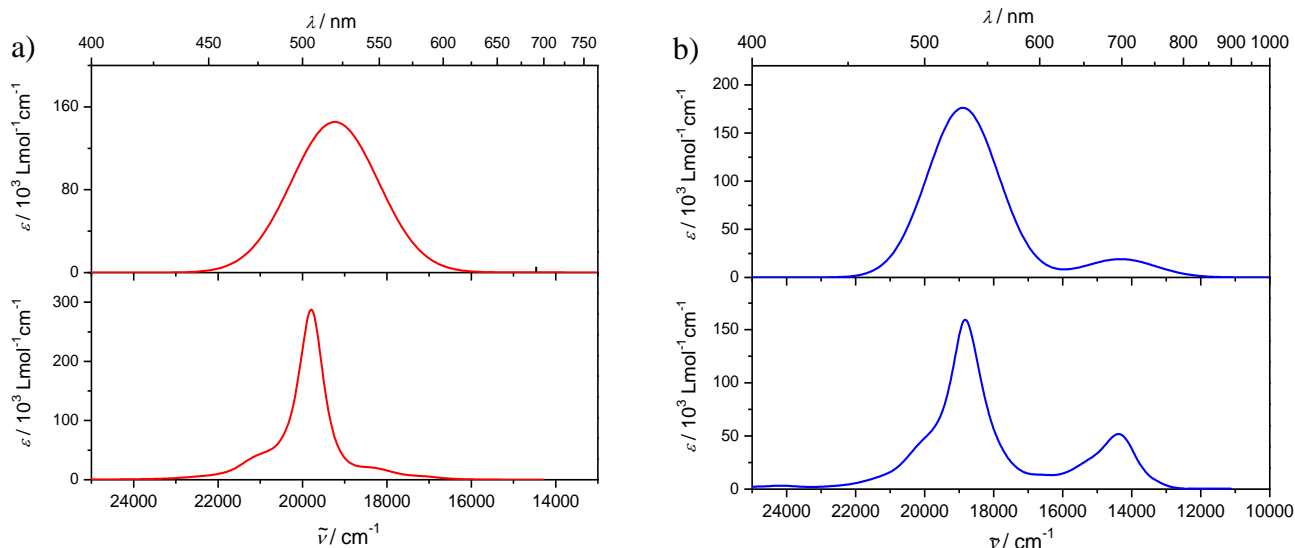 a)
λ / nm
400 450 500 550 600 650 700 750
ε / 10³ Lmol⁻¹cm⁻¹
160
80
0
ε / 10³ Lmol⁻¹cm⁻¹
300
200
100
0
24000 22000 20000 18000 16000 14000
ṽ / cm⁻¹
b)
λ / nm
400 500 600 700 800 900 1000
ε / 10³ Lmol⁻¹cm⁻¹
200
150
100
50
0
ε / 10³ Lmol⁻¹cm⁻¹
150
100
50
0
24000 22000 20000 18000 16000 14000 12000 10000
ṽ / cm⁻¹